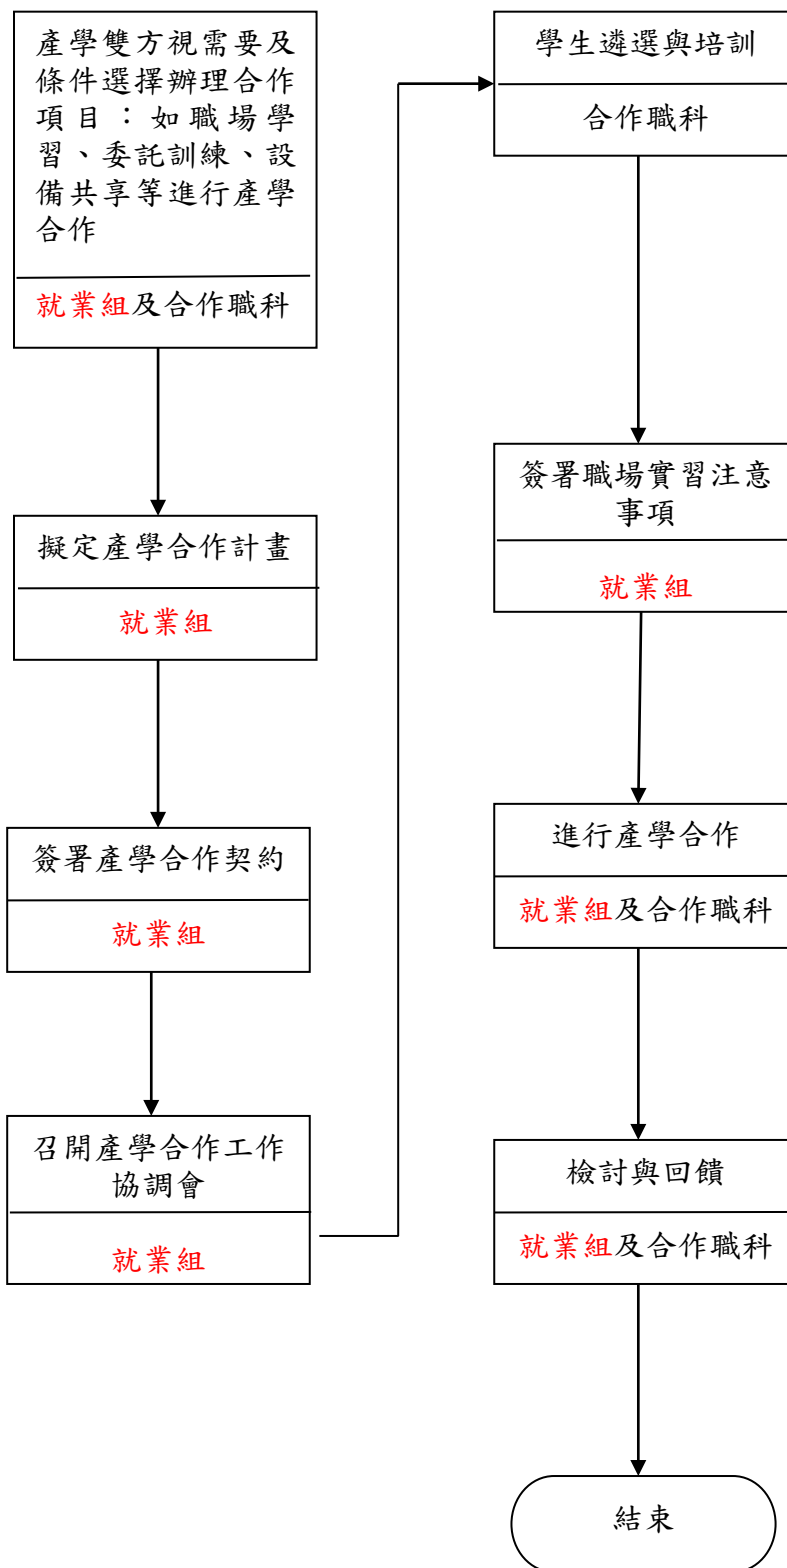 產學雙方視需要及
條件選擇辦理合作
項目：如職場學
習、委託訓練、設
備共享等進行產學
合作
就業組及合作職科
擬定產學合作計畫
就業組
簽署產學合作契約
就業組
召開產學合作工作
協調會
就業組
學生遴選與培訓
合作職科
簽署職場實習注意
事項
就業組
進行產學合作
就業組及合作職科
檢討與回饋
就業組及合作職科
結束